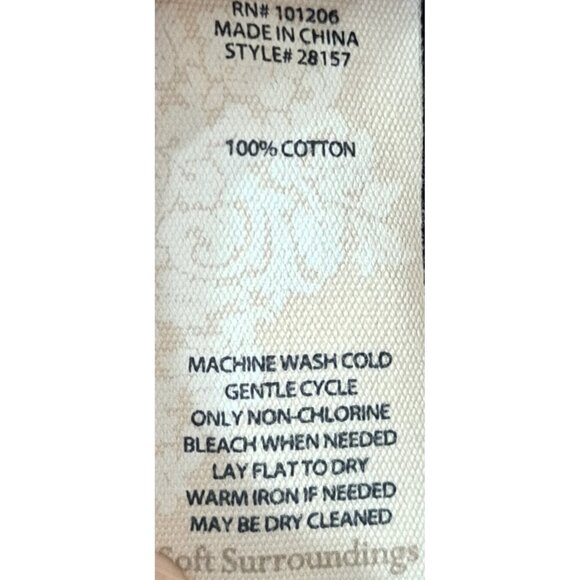 RN# 101206
MADE IN CHINA
STYLE# 28157
100% COTTON
MACHINE WASH COLD
GENTLE CYCLE
ONLY NON-CHLORINE
BLEACH WHEN NEEDED
LAY FLAT TO DRY
WARM IRON IF NEEDED
MAY BE DRY CLEANED
Soft Surroundings